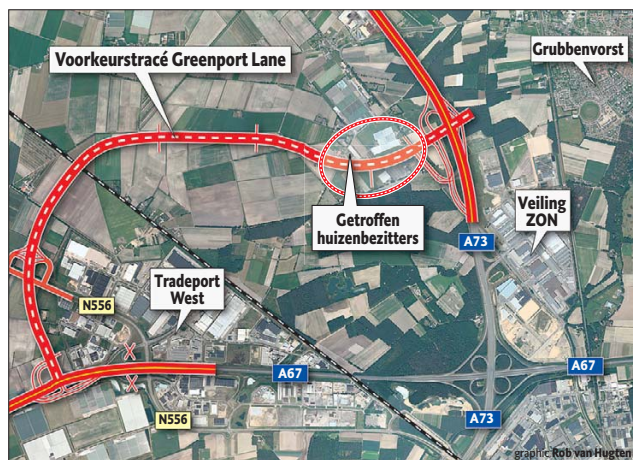 Voorkeurstracé Greenport Lane
Grubbenvorst
Getroffen
huizenbezitters
Veiling
ZON
A73
Tradeport
West
N556
A67
A67
N556
A73
graphic Rob van Hugten